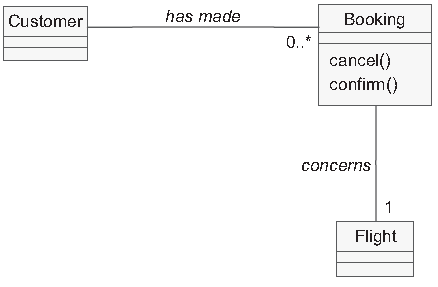 Customer
has made
0..*
Booking
cancel()
confirm()
concerns
1
Flight